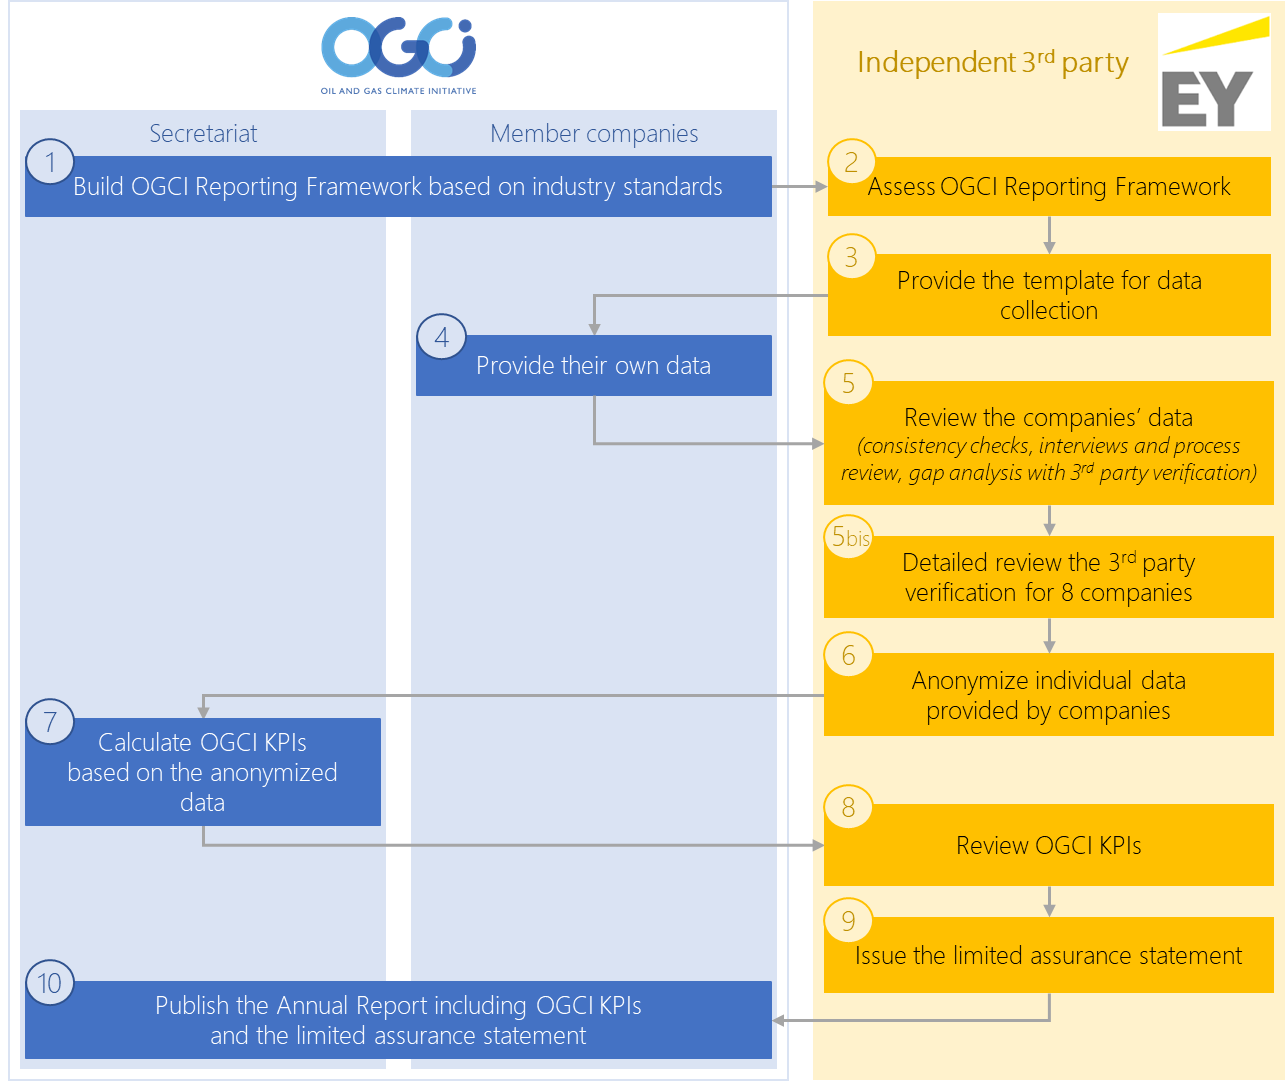 OGCI
OIL AND GAS CLIMATE INITIATIVE
Independent 3rd party
EY
Secretariat
Member companies
1
Build OGCI Reporting Framework based on industry standards
2
Assess OGCI Reporting Framework
3
Provide the template for data
collection
4
Provide their own data
5
Review the companies’ data
(consistency checks, interviews and process
review, gap analysis with 3rd party verification)
5bis
Detailed review the 3rd party
verification for 8 companies
6
Anonymize individual data
provided by companies
7
Calculate OGCI KPIs
based on the anonymized
data
8
Review OGCI KPIs
9
Issue the limited assurance statement
10
Publish the Annual Report including OGCI KPIs
and the limited assurance statement